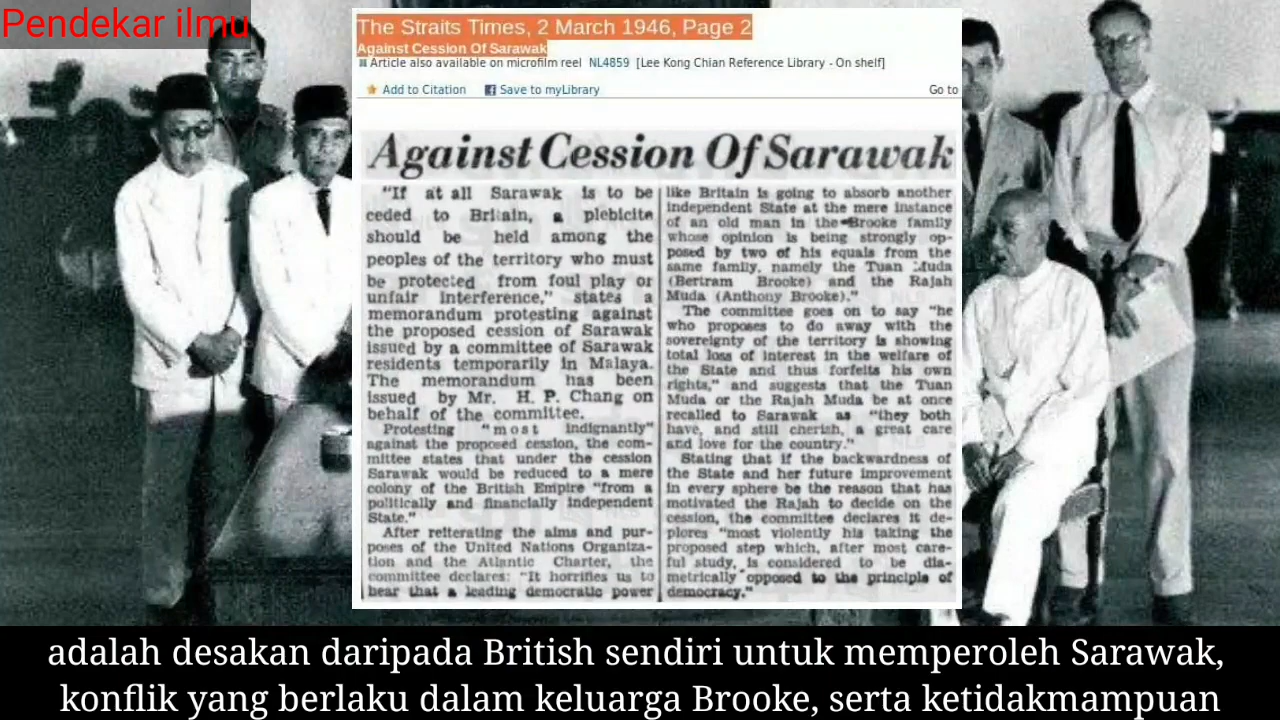 Pendekar ilmu
The Straits Times, 2 March 1946, Page 2
Against Cession Of Sarawak
Article also available on microfilm reel NL4859 [Lee Kong Chian Reference Library - On shelf]
Add to Citation Save to myLibrary Go to
Against Cession Of Sarawak
"If at all Sarawak is to be
ceded to Britain, a plebicite
should be held among the
peoples of the territory who must
be protected from foul play or
unfair interference," states a
memorandum protesting against
the proposed cession of Sarawak
issued by a committee of Sarawak
residents temporarily in Malaya.
The memorandum has been
issued by Mr. H. P. Chang on
behalf of the committee.
Protesting "most indignantly"
against the proposed cession, the com-
mittee states that under the cession
Sarawak would be reduced to a mere
colony of the British Empire "from a
politically and financially independent
State."
After reiterating the aims and pur-
poses of the United Nations Organiza-
tion and the Atlantic Charter, the
committee declares: "It horrifies us to
hear that a leading democratic power
like Britain is going to absorb another
independent State at the mere instance
of an old man in the Brooke family
whose opinion is being strongly op-
posed by two of his equals from the
same family, namely the Tuan Muda
(Bertram Brooke) and the Rajah
Muda (Anthony Brooke)."
The committee goes on to say "he
who proposes to do away with the
sovereignty of the territory is showing
total loss of interest in the welfare of
the State and thus forfeits his own
rights," and suggests that the Tuan
Muda or the Rajah Muda be at once
recalled to Sarawak as "they both
have, and still cherish, a great care
and love for the country."
Stating that if the backwardness of
the State and her future improvement
in every sphere be the reason that has
motivated the Rajah to decide on the
cession, the committee declares it de-
plores "most violently his taking the
proposed step which, after most care-
ful study, is considered to be dia-
metrically opposed to the principle of
democracy."
adalah desakan daripada British sendiri untuk memperoleh Sarawak,
konflik yang berlaku dalam keluarga Brooke, serta ketidakmampuan